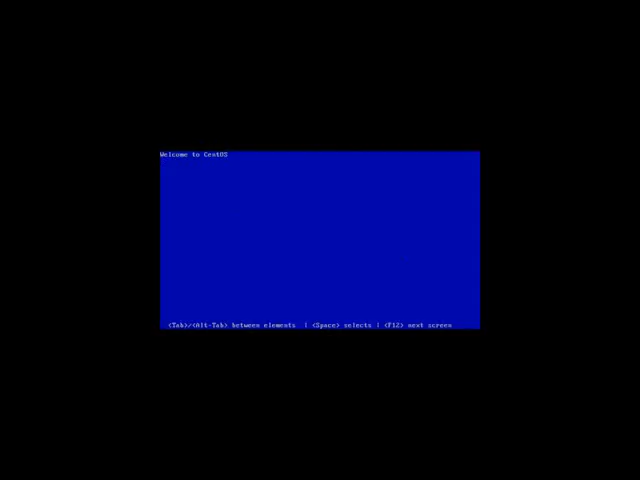 Welcome to CentOS
<Tab>/<Alt-Tab> between elements | <Space> selects | <F12> next screen